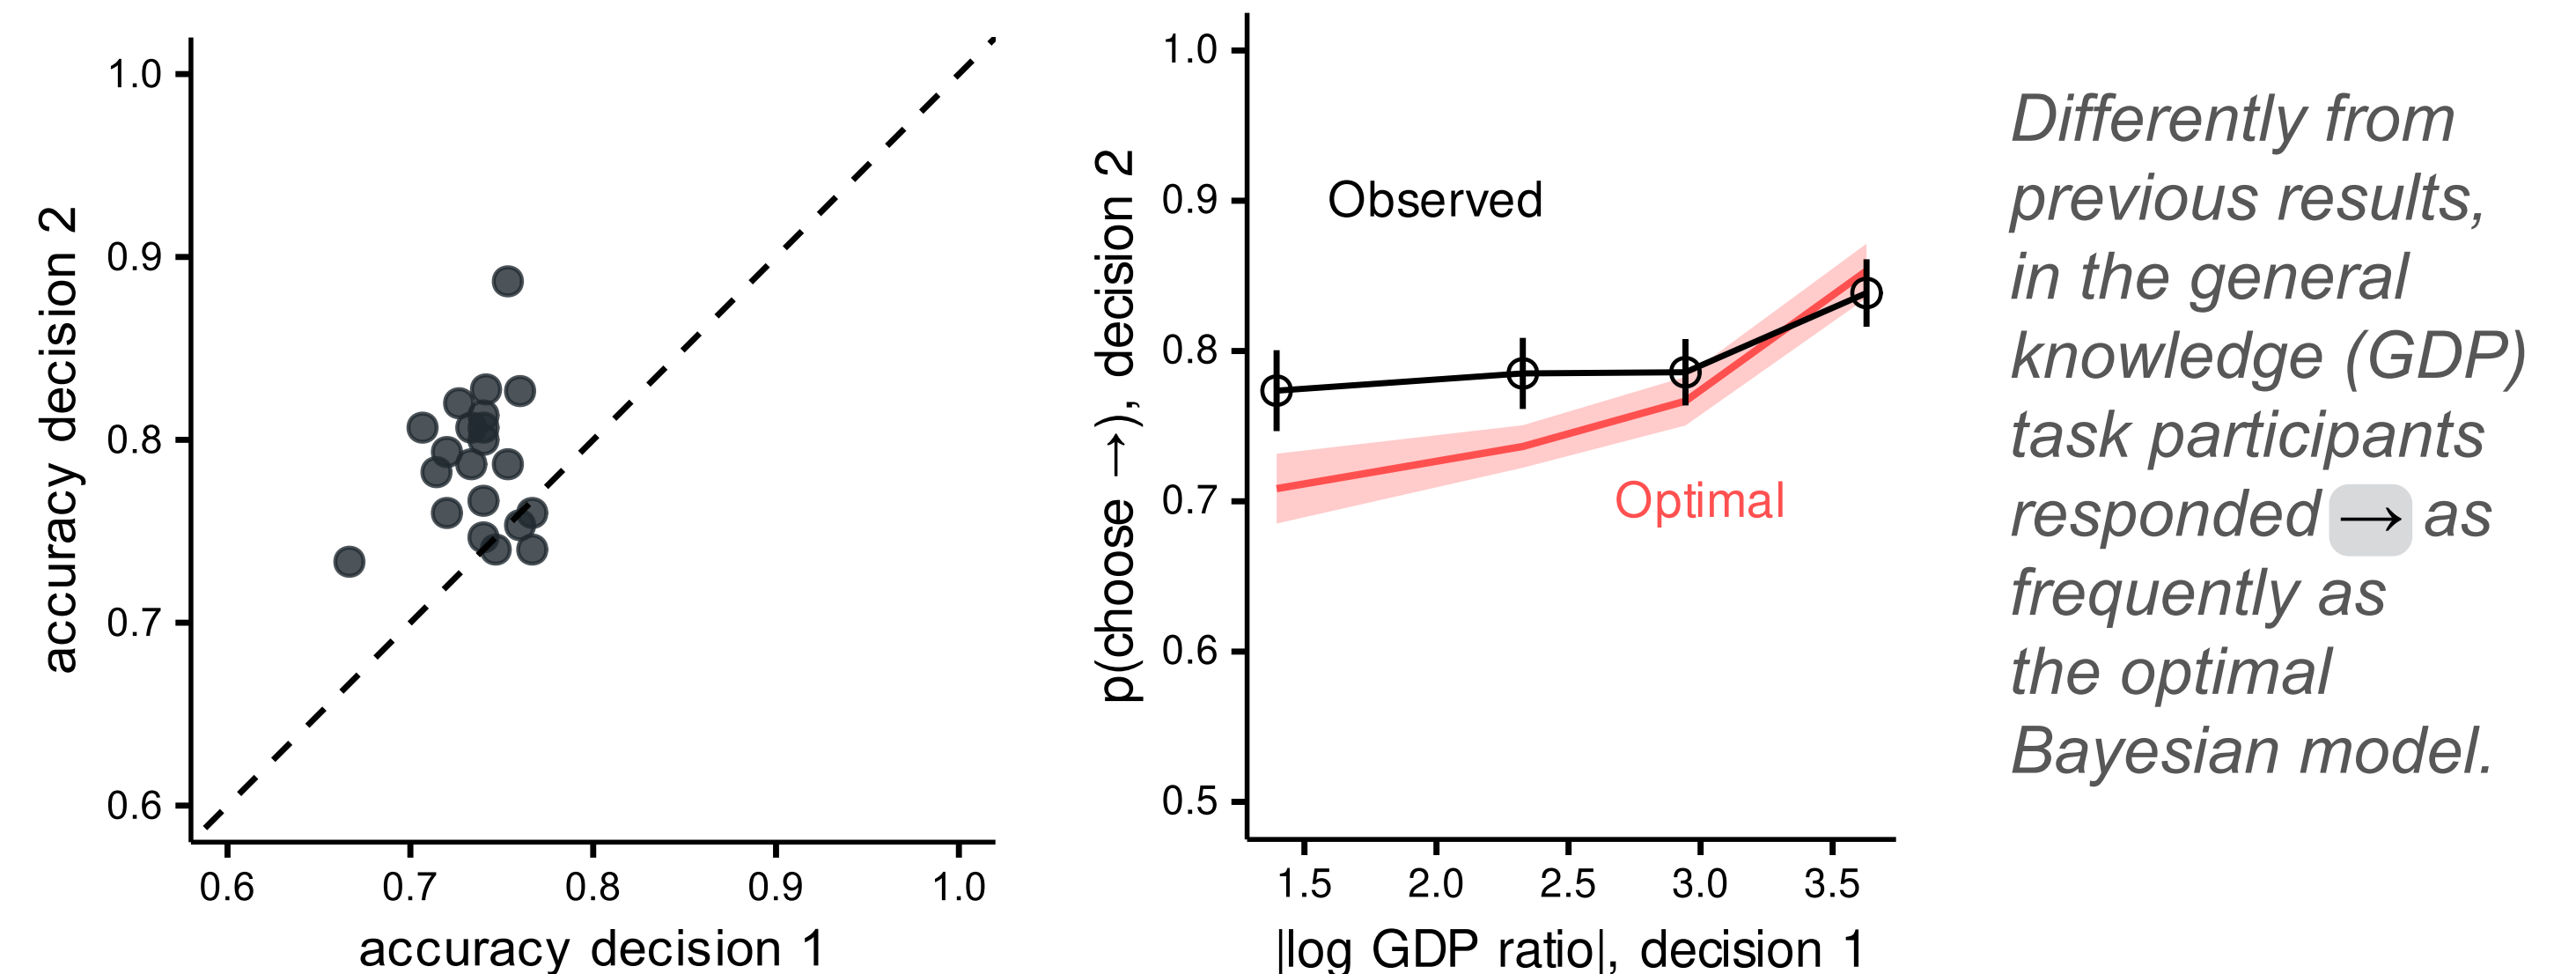 accuracy decision 2
1.0
0.9
0.8
0.7
0.6
0.6 0.7 0.8 0.9 1.0
accuracy decision 1
p(choose →), decision 2
1.0
0.9
0.8
0.7
0.6
0.5
Observed
Optimal
1.5 2.0 2.5 3.0 3.5
|log GDP ratio|, decision 1
Differently from
previous results,
in the general
knowledge (GDP)
task participants
responded → as
frequently as
the optimal
Bayesian model.